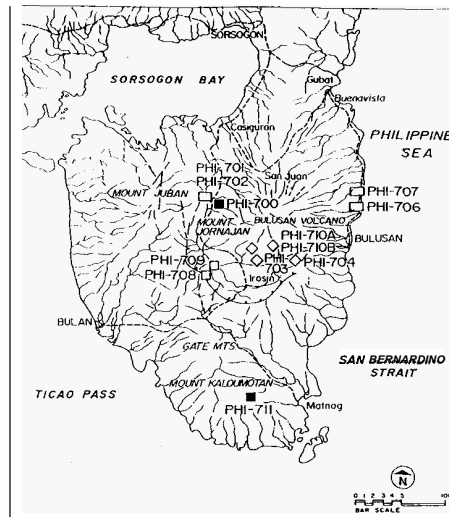 SORSOGON
SORSOGON BAY
Gubat
Buenavista
Casiguran
PHILIPPINE
SEA
PHI-701
PHI-702
San Juan
MOUNT JUBAN
PHI-700
PHI-707
PHI-706
MOUNT
JORNAJAN
BULUSAN VOLCANO
PHI-710A
PHI-710B
BULUSAN
PHI-
703
PHI-704
PHI-709
PHI-708
Irosin
BULAN
GATE MTS.
SAN BERNARDINO
STRAIT
MOUNT KALOUMOTAN
TICAO PASS
PHI-711
Matnog
N
0 1 2 3 4 5
BAR SCALE